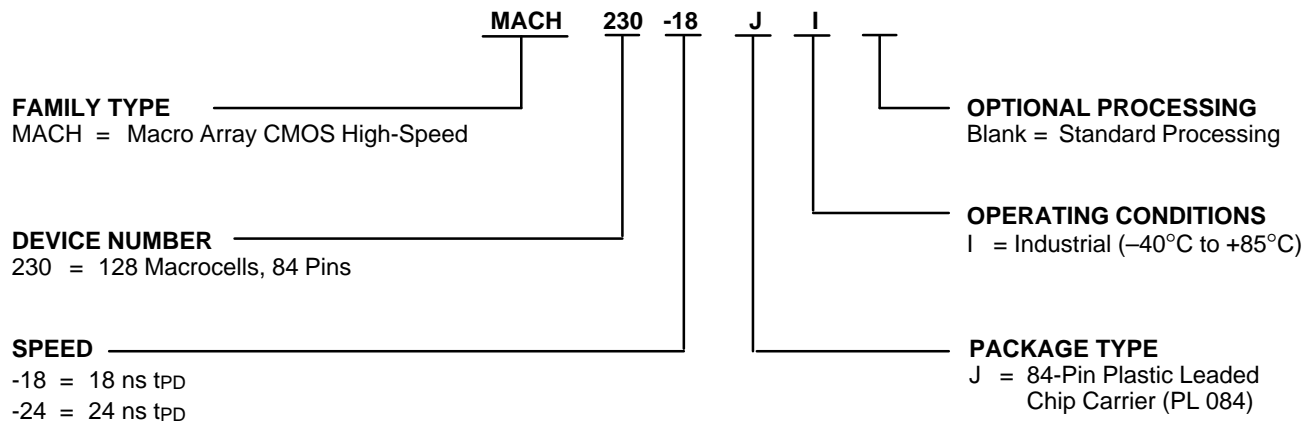 MACH 230 -18 J I
FAMILY TYPE
MACH = Macro Array CMOS High-Speed
DEVICE NUMBER
230 = 128 Macrocells, 84 Pins
SPEED
-18 = 18 ns tPD
-24 = 24 ns tPD
OPTIONAL PROCESSING
Blank = Standard Processing
OPERATING CONDITIONS
I = Industrial (–40°C to +85°C)
PACKAGE TYPE
J = 84-Pin Plastic Leaded
Chip Carrier (PL 084)